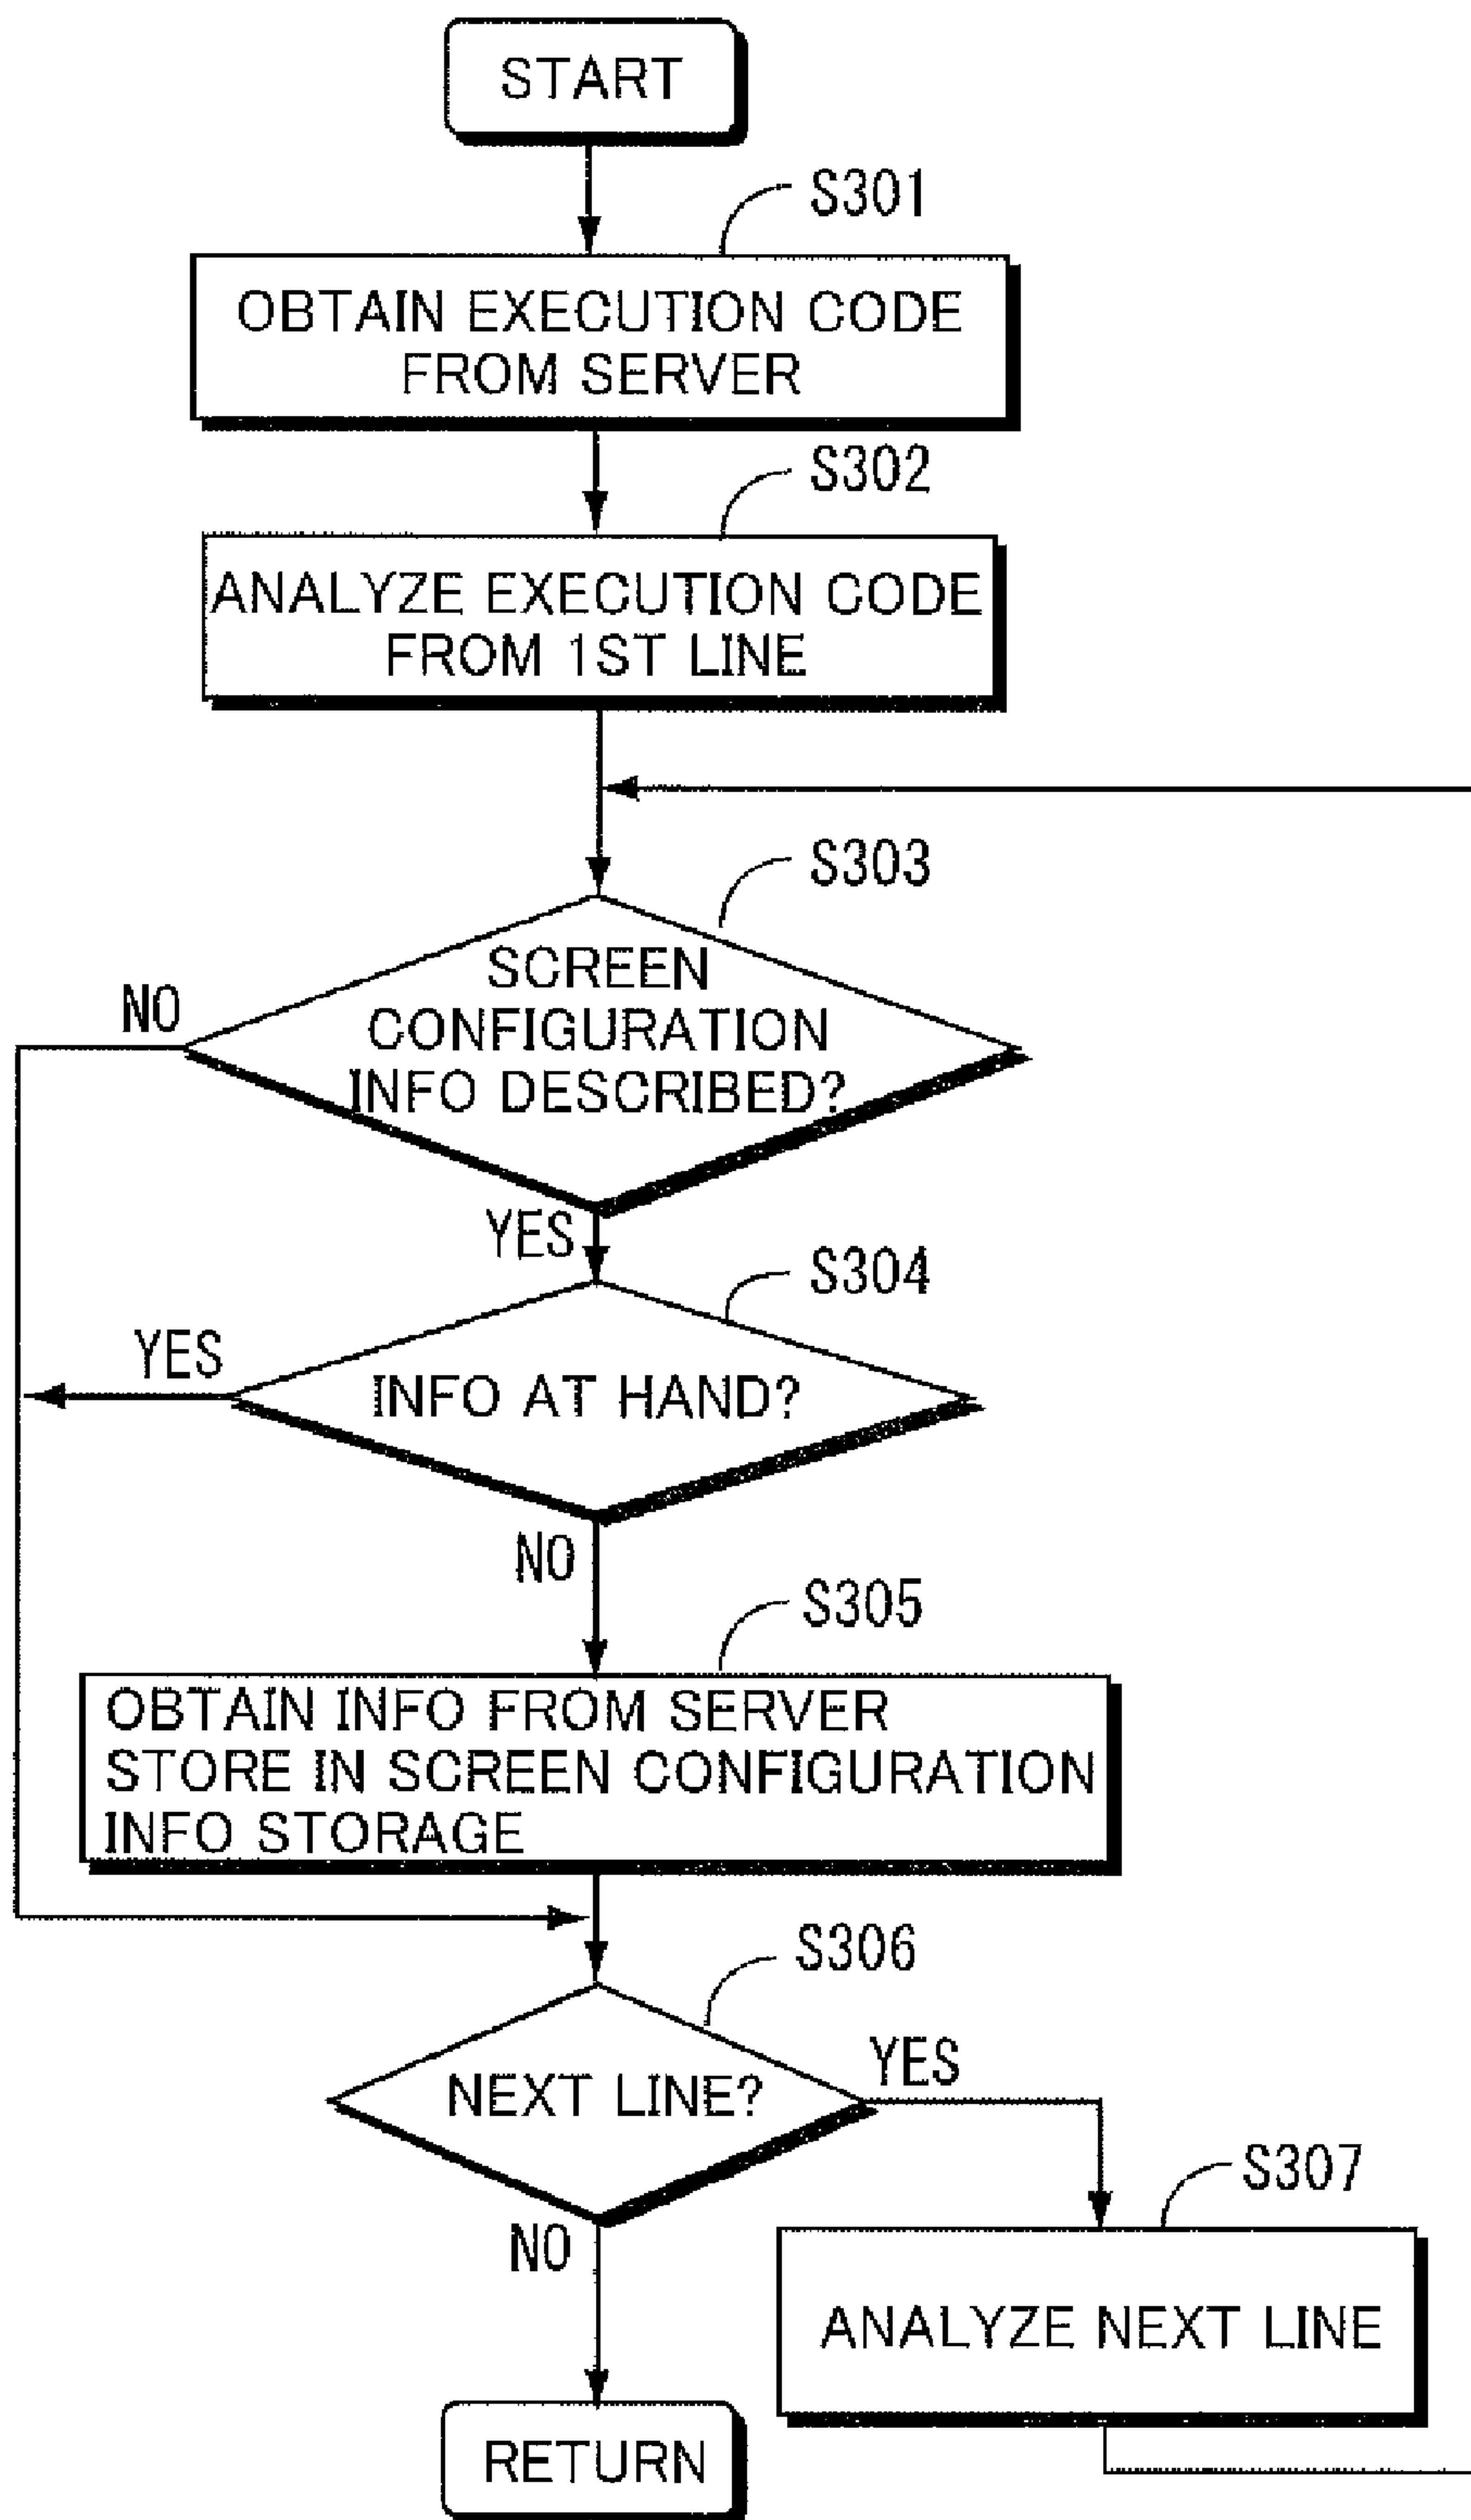 START
S301
OBTAIN EXECUTION CODE
FROM SERVER
S302
ANALYZE EXECUTION CODE
FROM 1ST LINE
S303
SCREEN
CONFIGURATION
INFO DESCRIBED?
NO
YES
S304
INFO AT HAND?
YES
NO
S305
OBTAIN INFO FROM SERVER
STORE IN SCREEN CONFIGURATION
INFO STORAGE
S306
NEXT LINE?
YES
NO
S307
ANALYZE NEXT LINE
RETURN